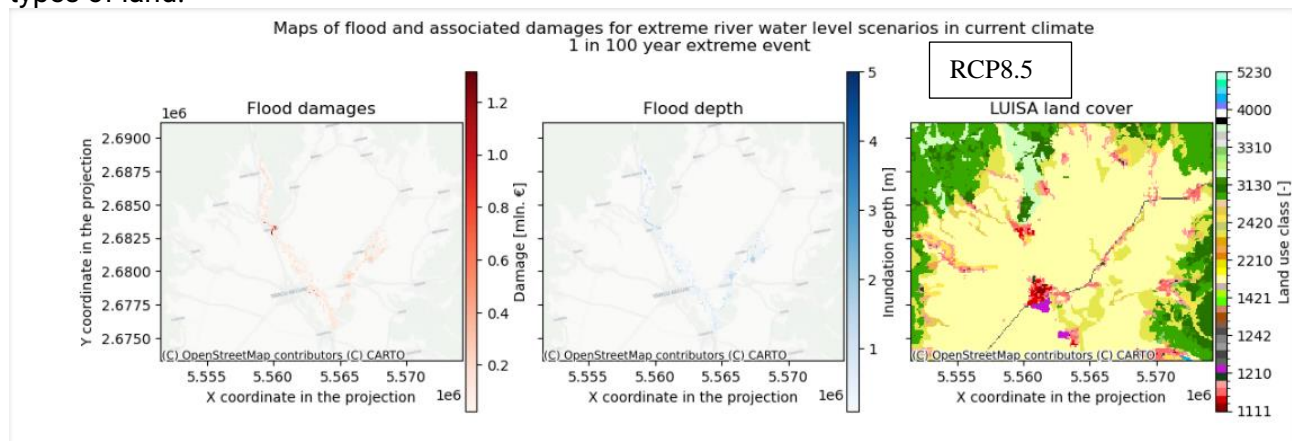 types of land.
Maps of flood and associated damages for extreme river water level scenarios in current climate
1 in 100 year extreme event
RCP8.5
Flood damages
1e6
2.6900
2.6875
2.6850
2.6825
2.6800
2.6775
2.6750
Y coordinate in the projection
(C) OpenStreetMap contributors (C) CARTO
5.555
5.560
5.565
5.570
X coordinate in the projection
1e6
1.2
1.0
0.8
0.6
0.4
0.2
Damage [mln. €]
Flood depth
(C) OpenStreetMap contributors (C) CARTO
5.555
5.560
5.565
5.570
X coordinate in the projection
1e6
5
4
3
2
1
Inundation depth [m]
LUISA land cover
(C) OpenStreetMap contributors (C) CARTO
5.555
5.560
5.565
5.570
X coordinate in the projection
1e6
5230
4000
3310
3130
2420
2210
1421
1242
1210
1111
Land use class [-]